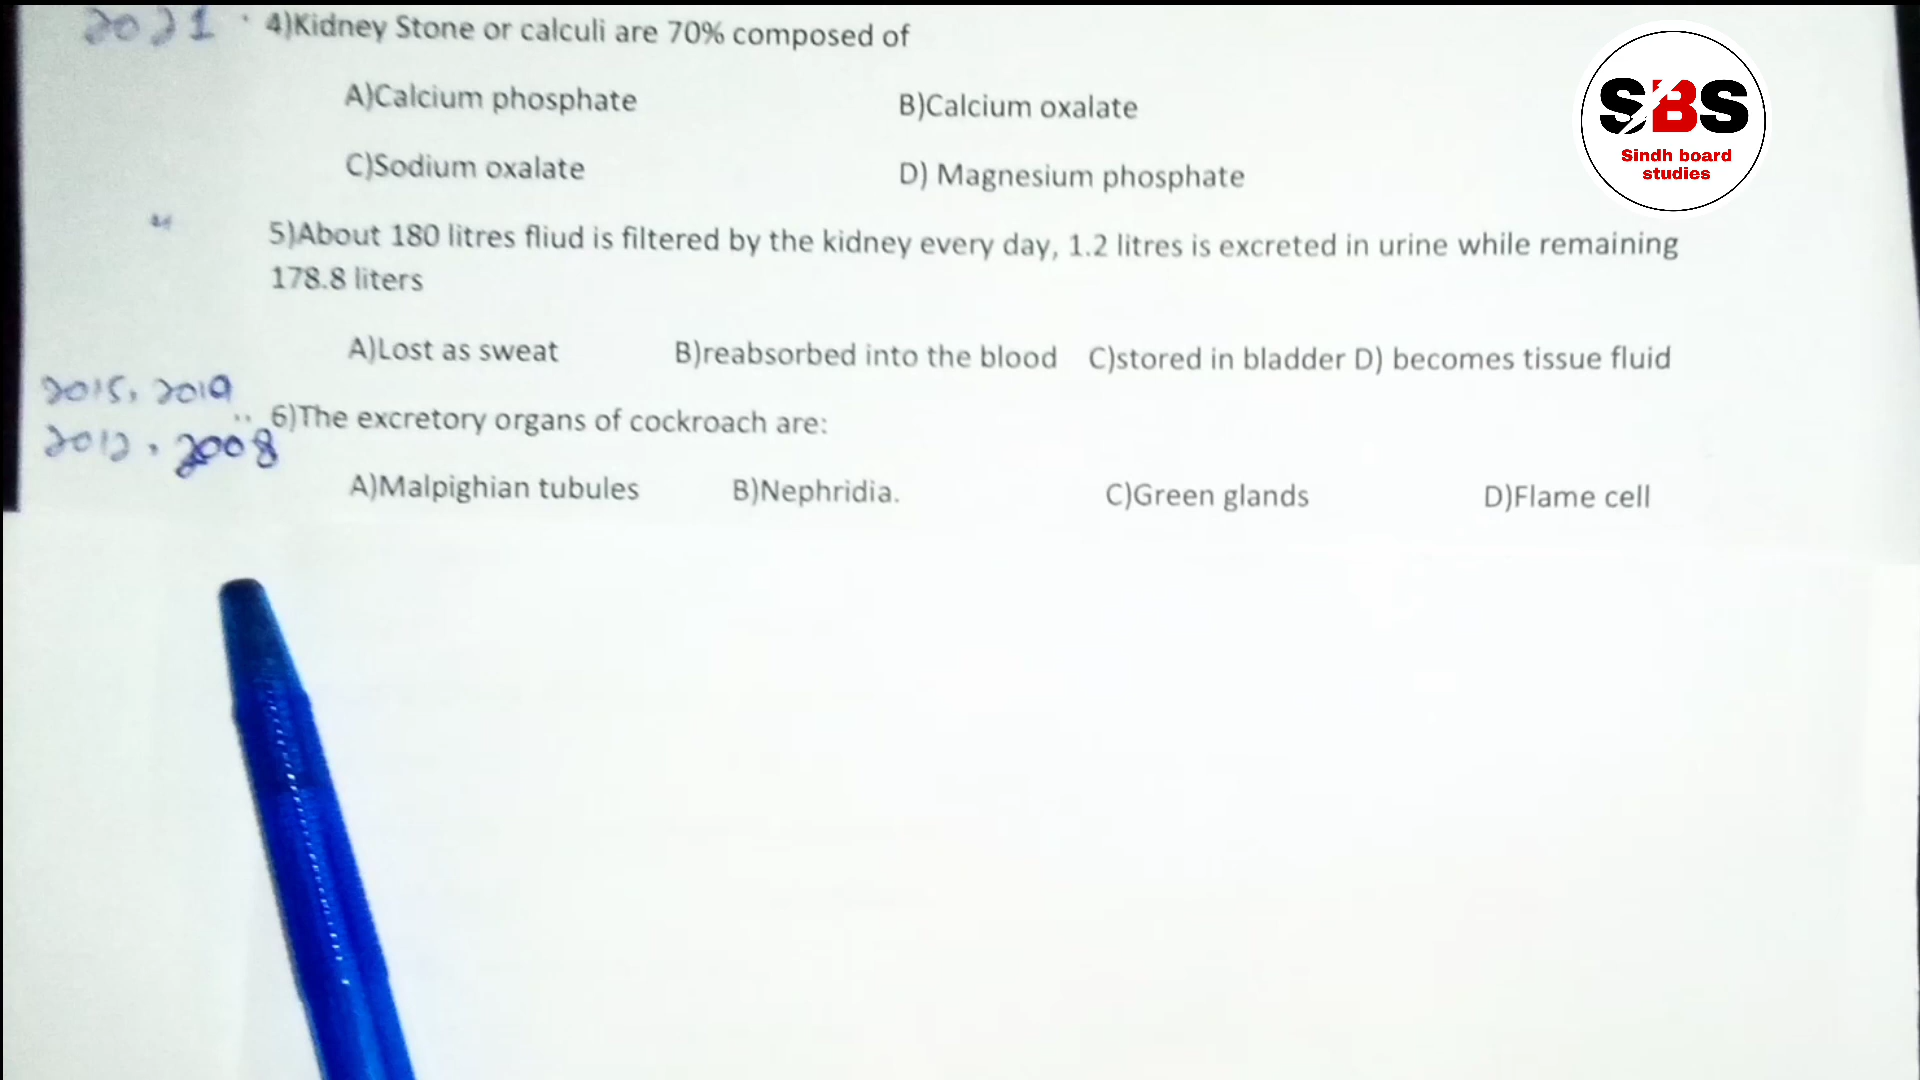 2021
4)Kidney Stone or calculi are 70% composed of
A)Calcium phosphate B)Calcium oxalate
C)Sodium oxalate D) Magnesium phosphate
SBS
Sindh board
studies
5)About 180 litres fliud is filtered by the kidney every day, 1.2 litres is excreted in urine while remaining
178.8 liters
A)Lost as sweat B)reabsorbed into the blood C)stored in bladder D) becomes tissue fluid
2015, 2019
6)The excretory organs of cockroach are:
2012, 2008
A)Malpighian tubules B)Nephridia. C)Green glands D)Flame cell